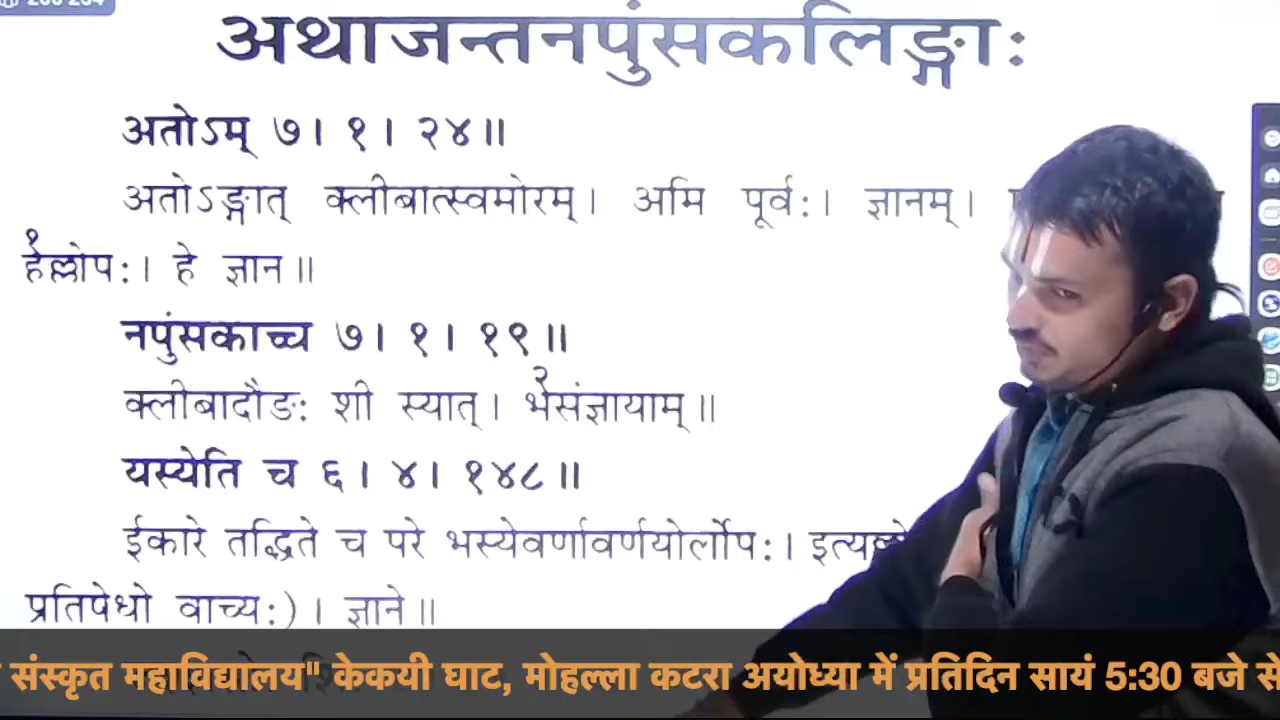 अथाजन्तनपुंसकलिङ्गाः
अतोऽम् ७। १। २४॥
अतोऽङ्गात् क्लीबात्स्वमोरम्। अमि पूर्वः। ज्ञानम्।
१
हेल्लोपः। हे ज्ञान॥
नपुंसकाच्च ७। १। १९॥
२
क्लीबादौङः शी स्यात्। भसंज्ञायाम्॥
यस्येति च ६। ४। १४८॥
ईकारे तद्धिते च परे भस्येवर्णावर्णयोर्लोपः।
प्रतिषेधो वाच्यः)। ज्ञाने॥
संस्कृत महाविद्यालय" केकयी घाट, मोहल्ला कटरा अयोध्या में प्रतिदिन सायं 5:30 बजे से